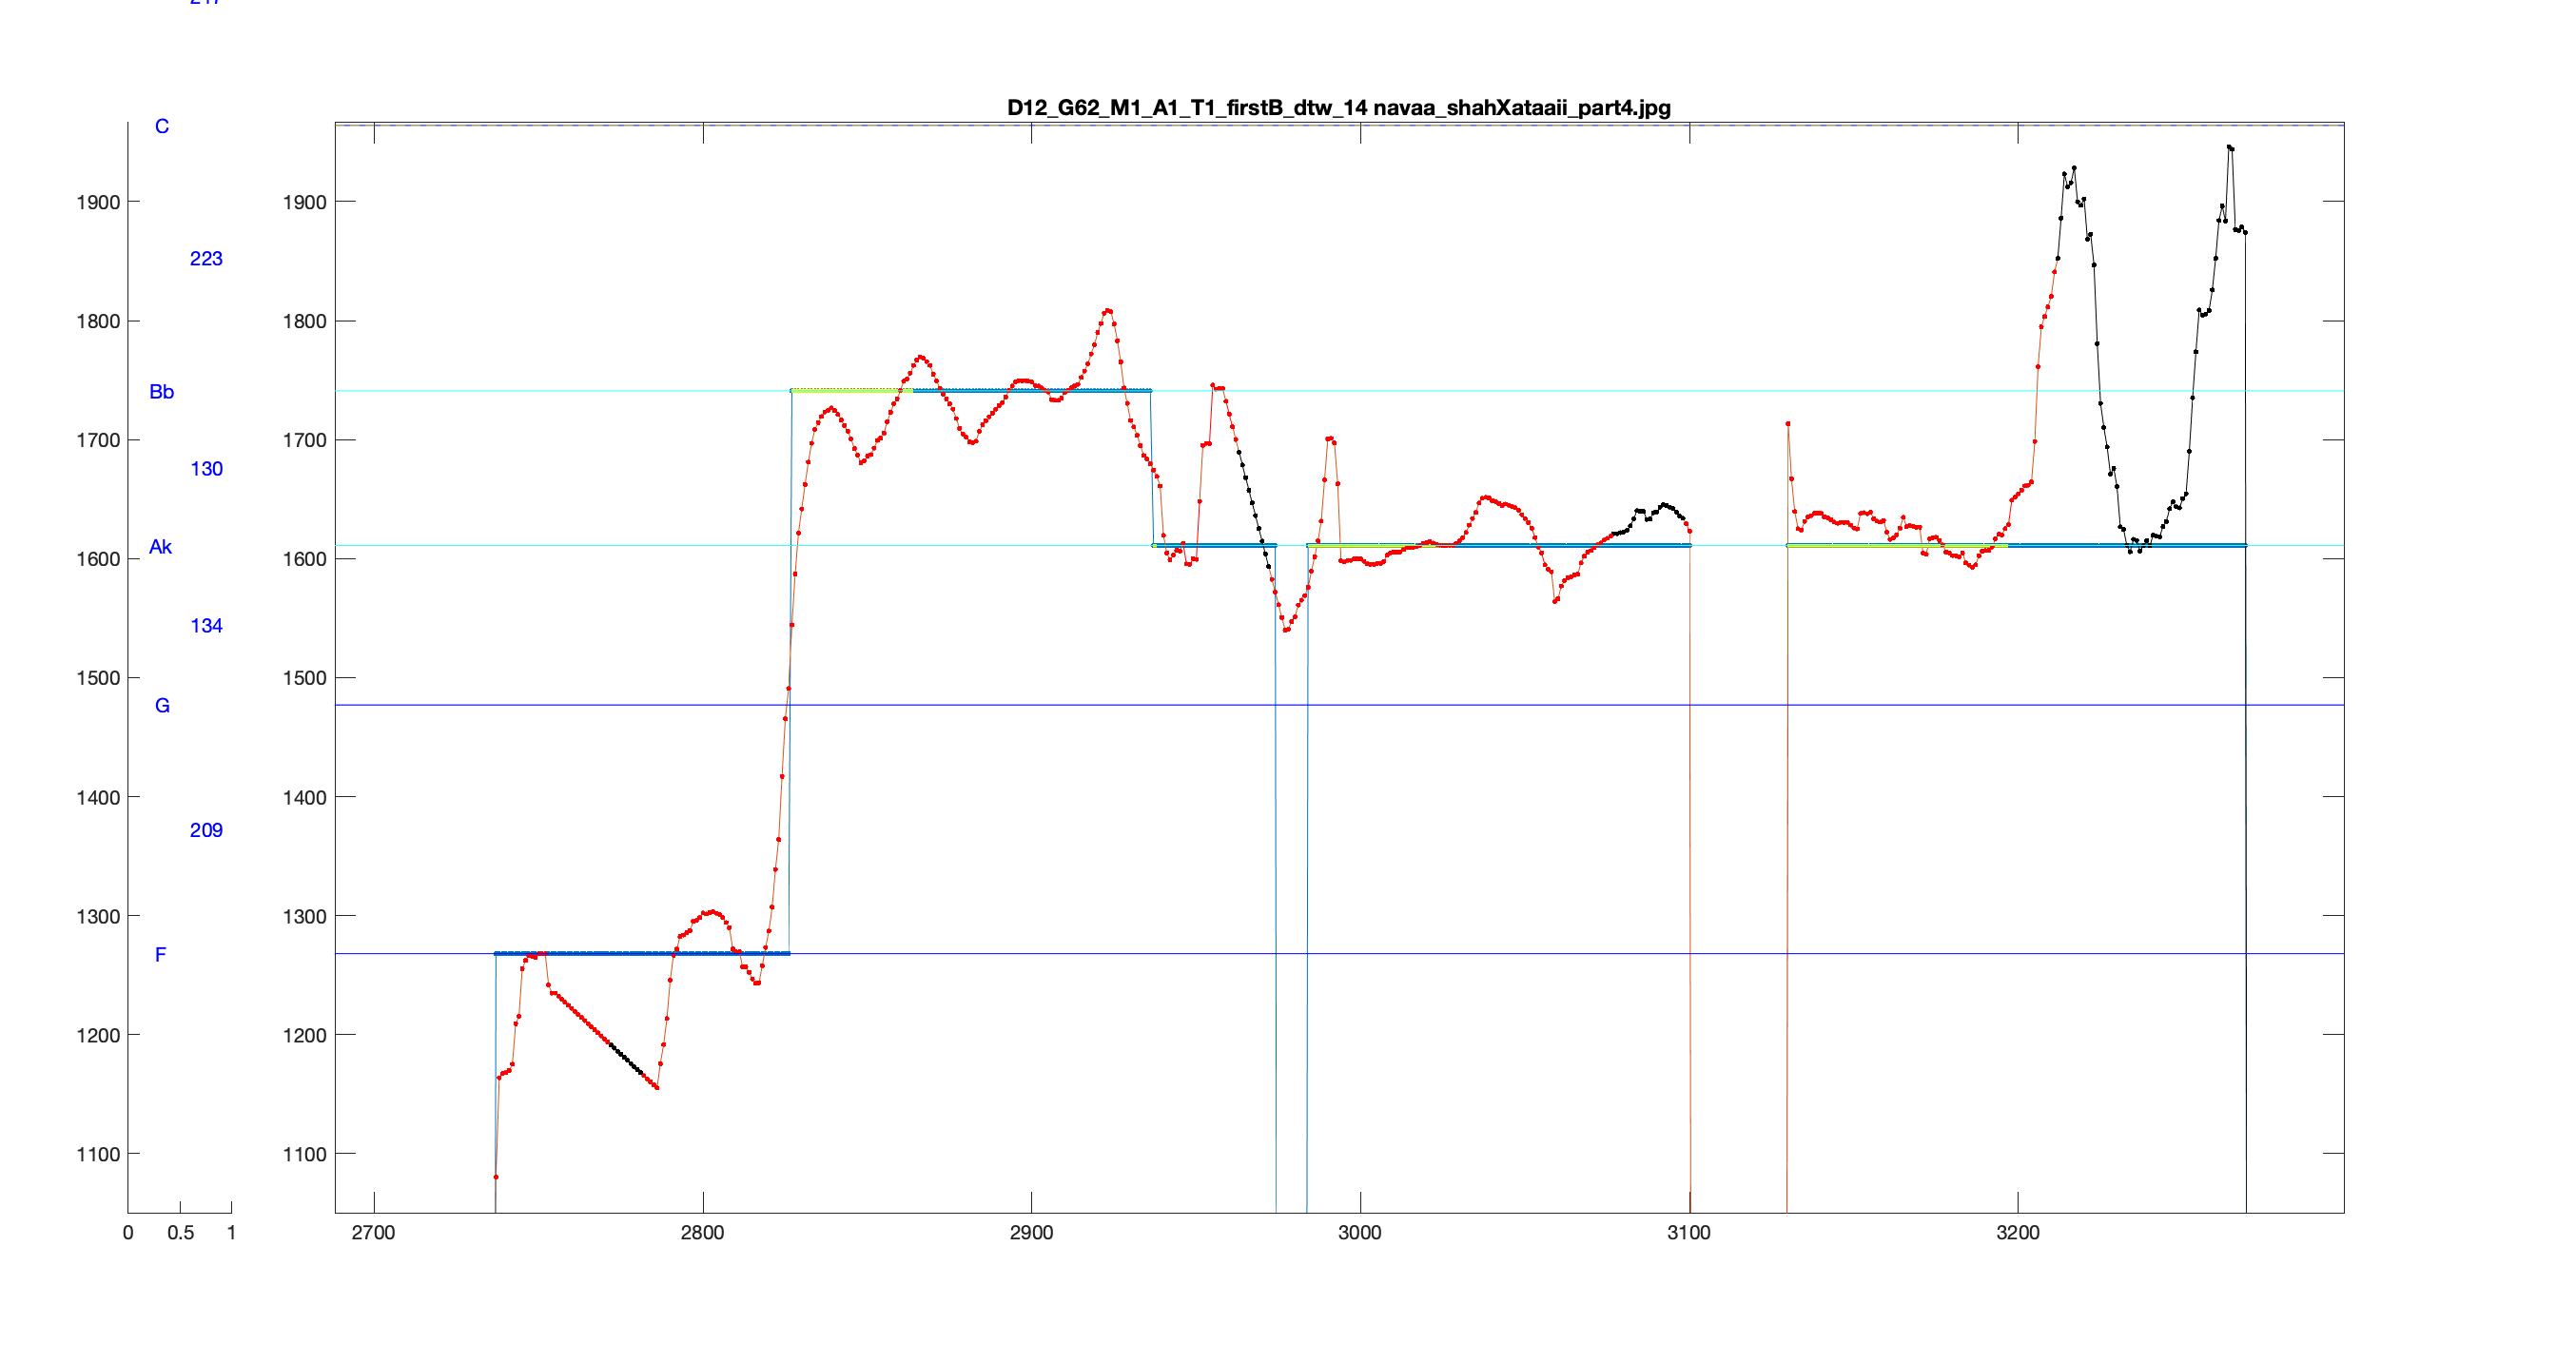 D12_G62_M1_A1_T1_firstB_dtw_14 navaa_shahXataaii_part4.jpg
C
1900 1900
223
1800 1800
Bb
1700 130 1700
1600 Ak 1600
134
1500 1500
G
1400 1400
209
1300 1300
F
1200 1200
1100 1100
0 0.5 1 2700 2800 2900 3000 3100 3200